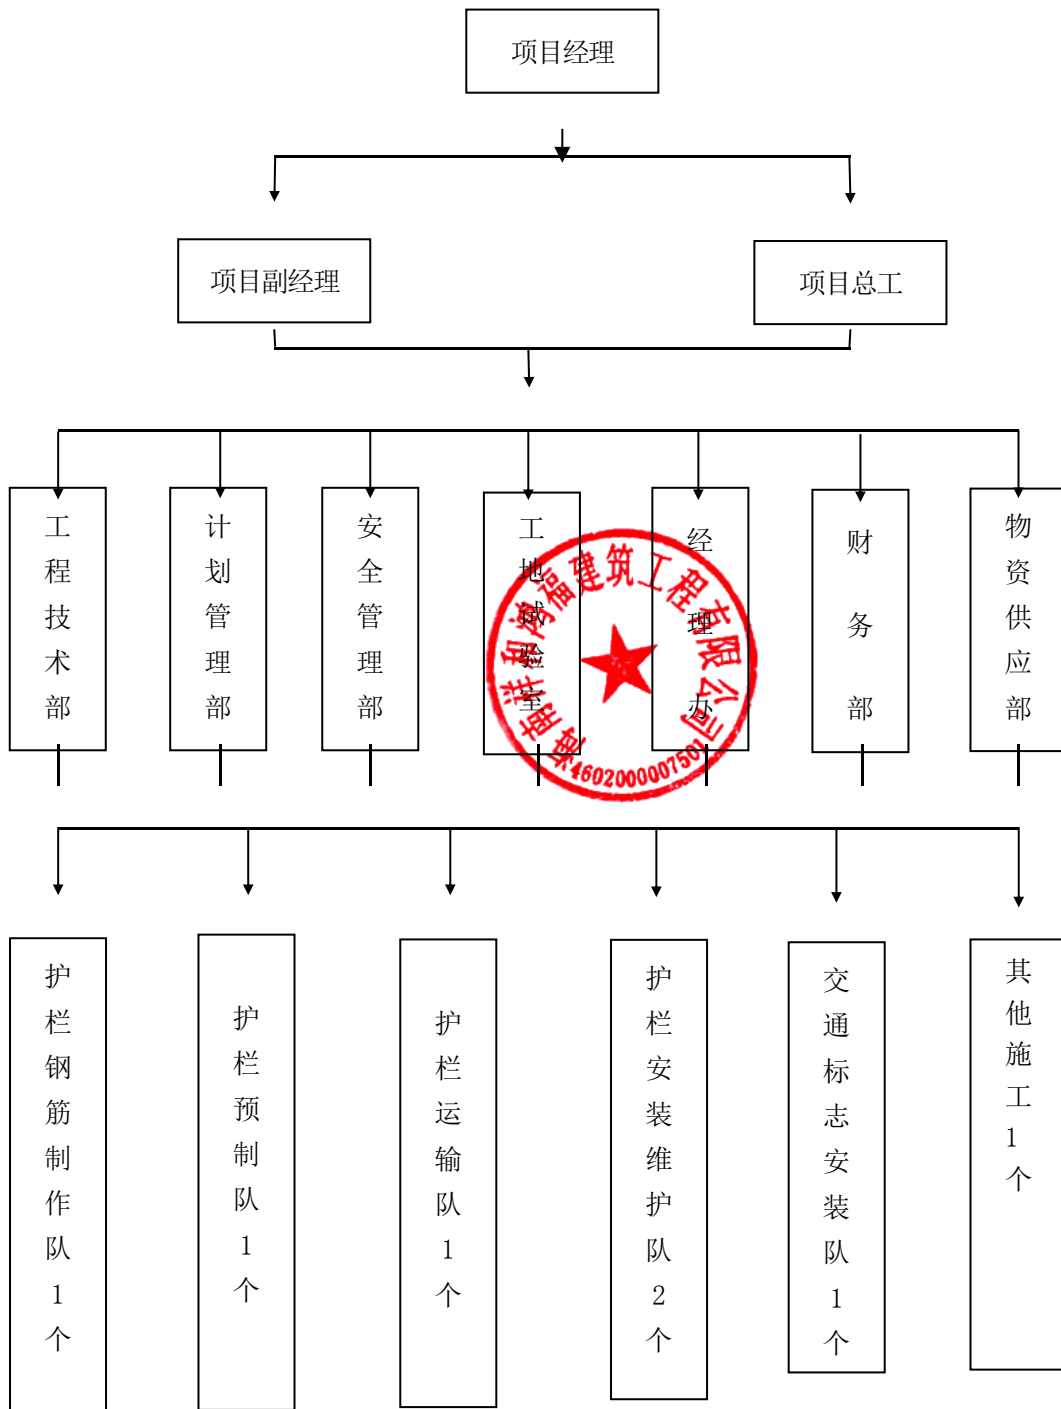 项目经理
项目副经理
项目总工
工程技术部
计划管理部
安全管理部
工地试验室
经理办
财务部
物资供应部
海南祥和鸿福建筑工程有限公司
4602000007501
护栏钢筋制作队1个
护栏预制队1个
护栏运输队1个
护栏安装维护队2个
交通标志安装队1个
其他施工1个